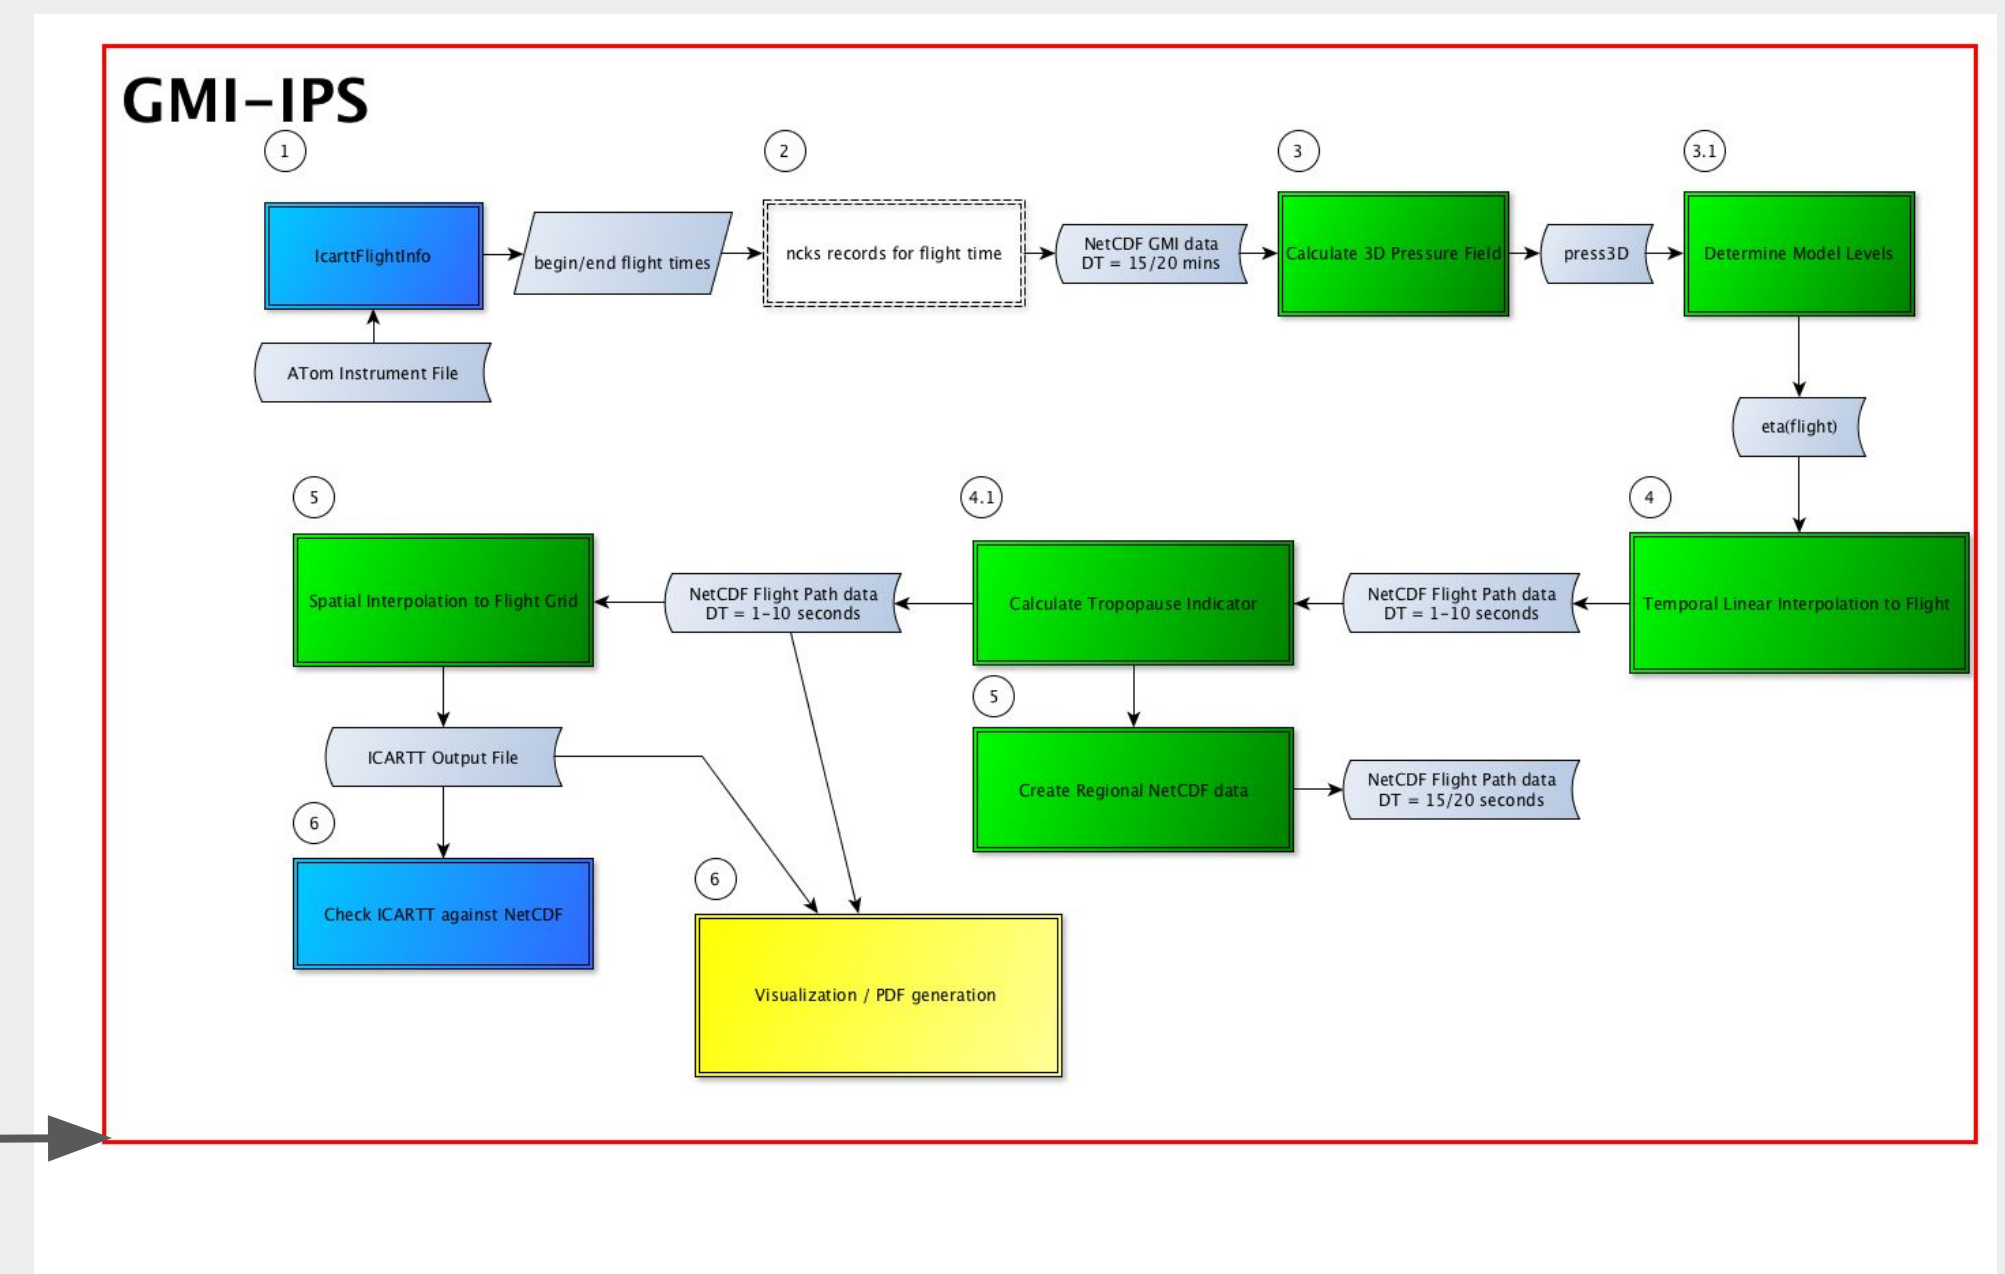 GMI–IPS
1
2
3
3.1
IcarttFlightInfo
begin/end flight times
ncks records for flight time
NetCDF GMI data
DT = 15/20 mins
Calculate 3D Pressure Field
press3D
Determine Model Levels
ATom Instrument File
eta(flight)
5
4.1
4
Spatial Interpolation to Flight Grid
NetCDF Flight Path data
DT = 1–10 seconds
Calculate Tropopause Indicator
NetCDF Flight Path data
DT = 1–10 seconds
Temporal Linear Interpolation to Flight
5
ICARTT Output File
Create Regional NetCDF data
NetCDF Flight Path data
DT = 15/20 seconds
6
6
Check ICARTT against NetCDF
Visualization / PDF generation